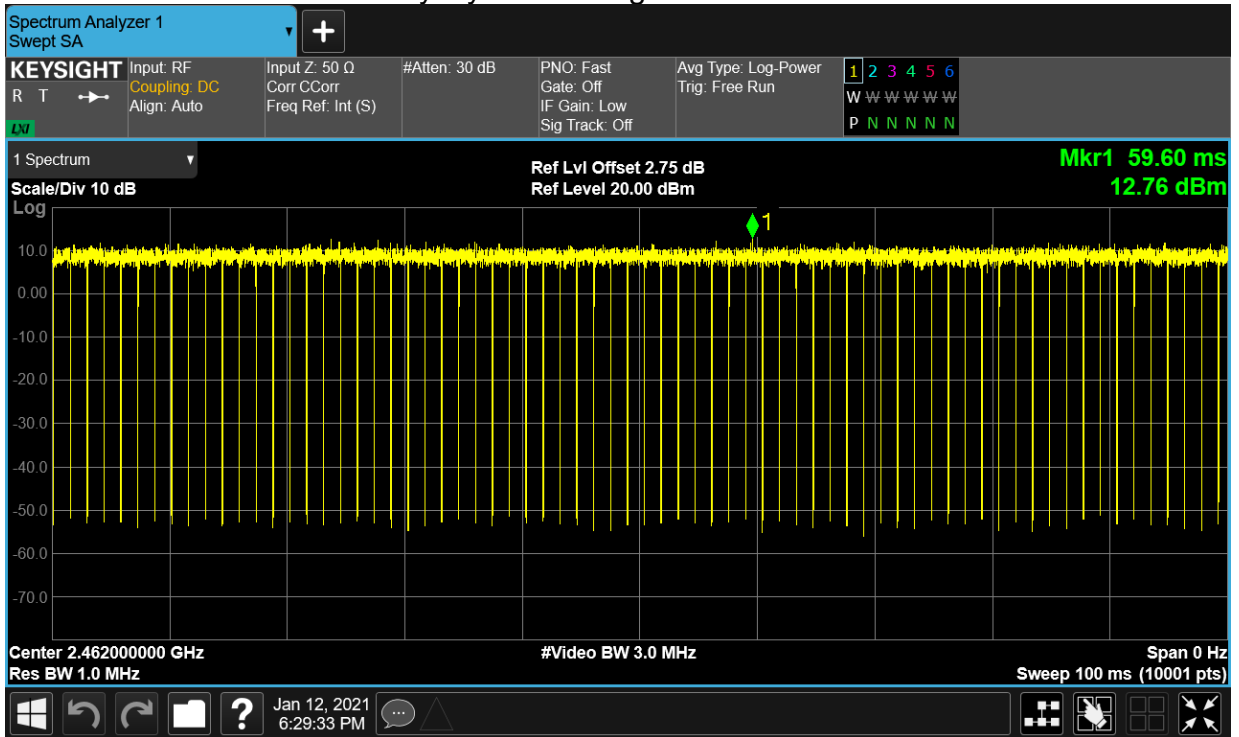 Spectrum Analyzer 1
Swept SA
+
KEYSIGHT
R T
LXI
Input: RF
Coupling: DC
Align: Auto
Input Z: 50 Ω
Corr CCorr
Freq Ref: Int (S)
#Atten: 30 dB
PNO: Fast
Gate: Off
IF Gain: Low
Sig Track: Off
Avg Type: Log-Power
Trig: Free Run
1 2 3 4 5 6
W W W W W W
P N N N N N
1 Spectrum
Scale/Div 10 dB
Ref Lvl Offset 2.75 dB
Ref Level 20.00 dBm
Mkr1 59.60 ms
12.76 dBm
Log
1
10.0
0.00
-10.0
-20.0
-30.0
-40.0
-50.0
-60.0
-70.0
Center 2.462000000 GHz
Res BW 1.0 MHz
#Video BW 3.0 MHz
Span 0 Hz
Sweep 100 ms (10001 pts)
?
Jan 12, 2021
6:29:33 PM